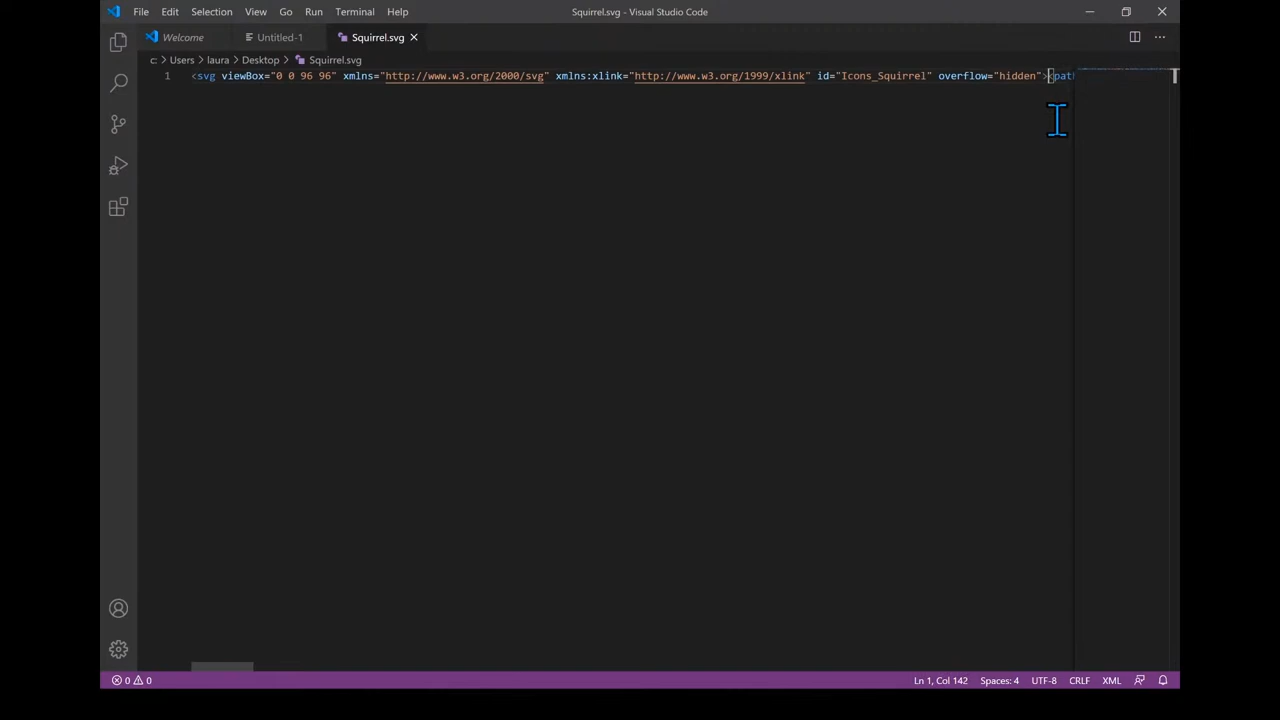 File Edit Selection View Go Run Terminal Help Squirrel.svg - Visual Studio Code
Welcome Untitled-1 Squirrel.svg
c: > Users > laura > Desktop > Squirrel.svg
1 <svg viewBox="0 0 96 96" xmlns="http://www.w3.org/2000/svg" xmlns:xlink="http://www.w3.org/1999/xlink" id="Icons_Squirrel" overflow="hidden"><path
0 0 Ln 1, Col 142 Spaces: 4 UTF-8 CRLF XML